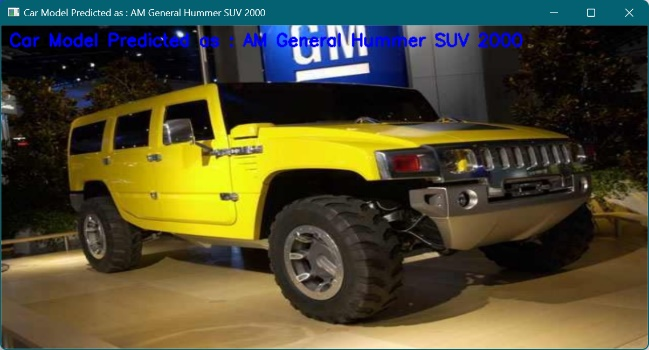 Car Model Predicted as : AM General Hummer SUV 2000
Car Model Predicted as : AM General Hummer SUV 2000
GM